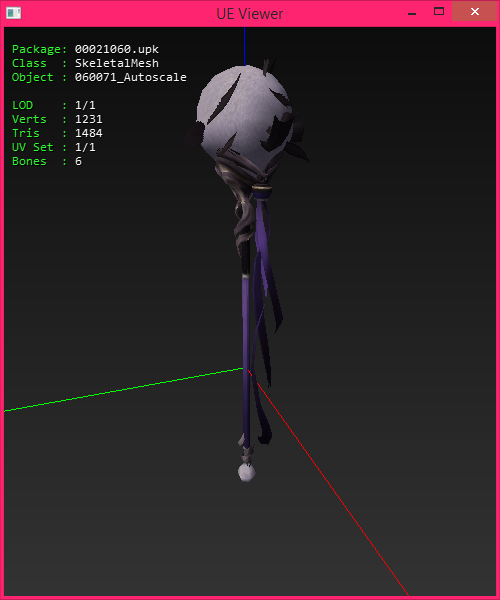 UE Viewer
Package: 00021060.upk
Class  : SkeletalMesh
Object : 060071_Autoscale
LOD    : 1/1
Verts  : 1231
Tris   : 1484
UV Set : 1/1
Bones  : 6